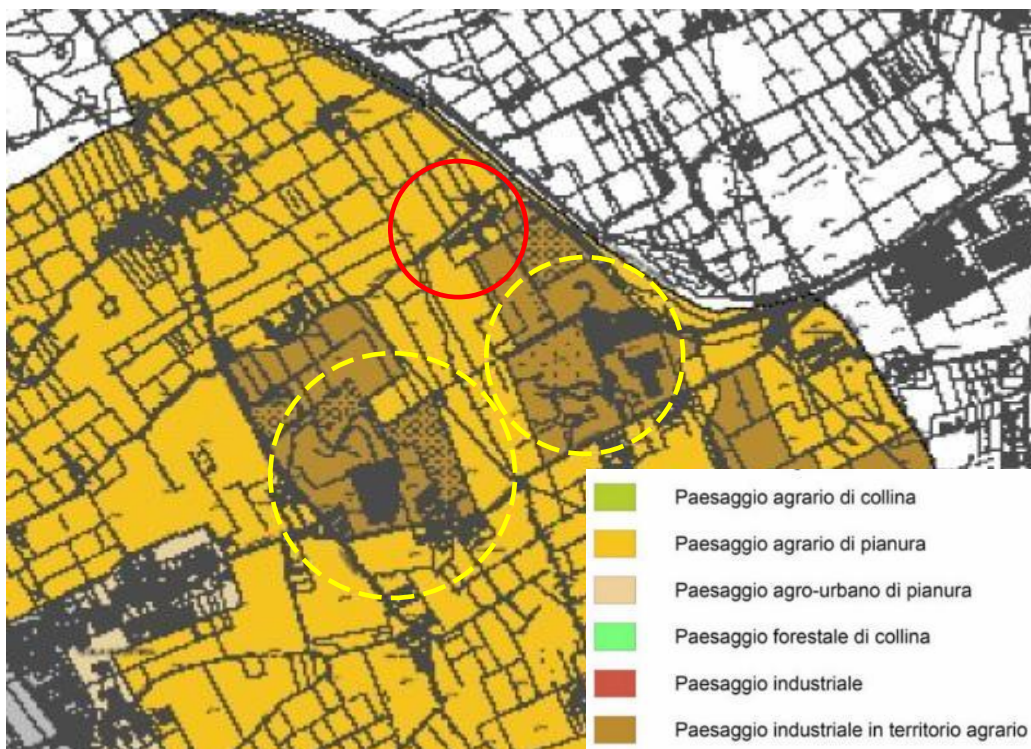 Paesaggio agrario di collina
Paesaggio agrario di pianura
Paesaggio agro-urbano di pianura
Paesaggio forestale di collina
Paesaggio industriale
Paesaggio industriale in territorio agrario